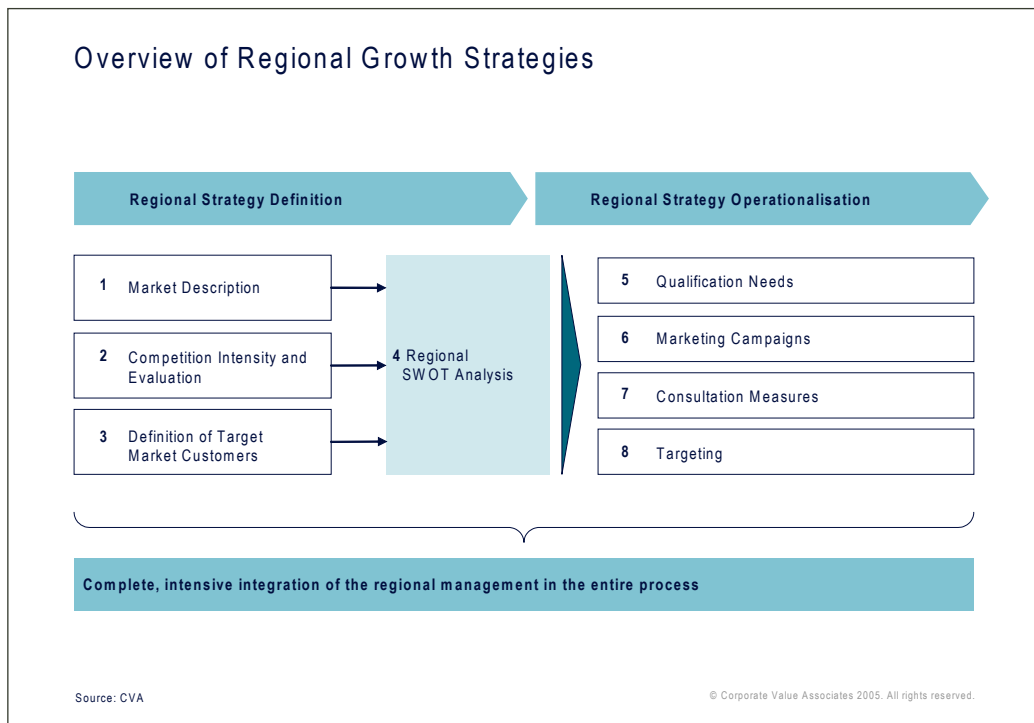 Overview of Regional Growth Strategies
Regional Strategy Definition
Regional Strategy Operationalisation
1 Market Description
2 Competition Intensity and
Evaluation
3 Definition of Target
Market Customers
4 Regional
SWOT Analysis
5 Qualification Needs
6 Marketing Campaigns
7 Consultation Measures
8 Targeting
Complete, intensive integration of the regional management in the entire process
Source: CVA
© Corporate Value Associates 2005. All rights reserved.